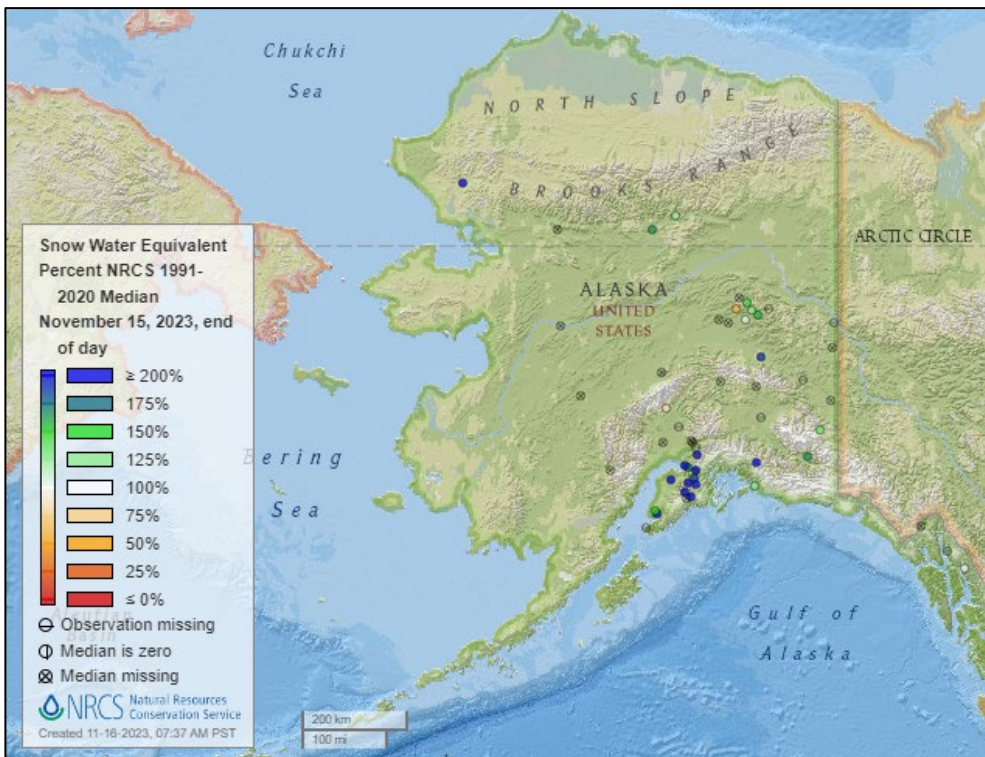 Chukchi
Sea
NORTH SLOPE
BROOKS RANGE
ARCTIC CIRCLE
ALASKA
UNITED
STATES
Bering
Sea
Gulf of
Alaska
Aleutian
Basin
Snow Water Equivalent
Percent NRCS 1991-
2020 Median
November 15, 2023, end
of day
≥ 200%
175%
150%
125%
100%
75%
50%
25%
≤ 0%
Observation missing
Median is zero
Median missing
NRCS Natural Resources
Conservation Service
Created 11-16-2023, 07:37 AM PST
200 km
100 mi